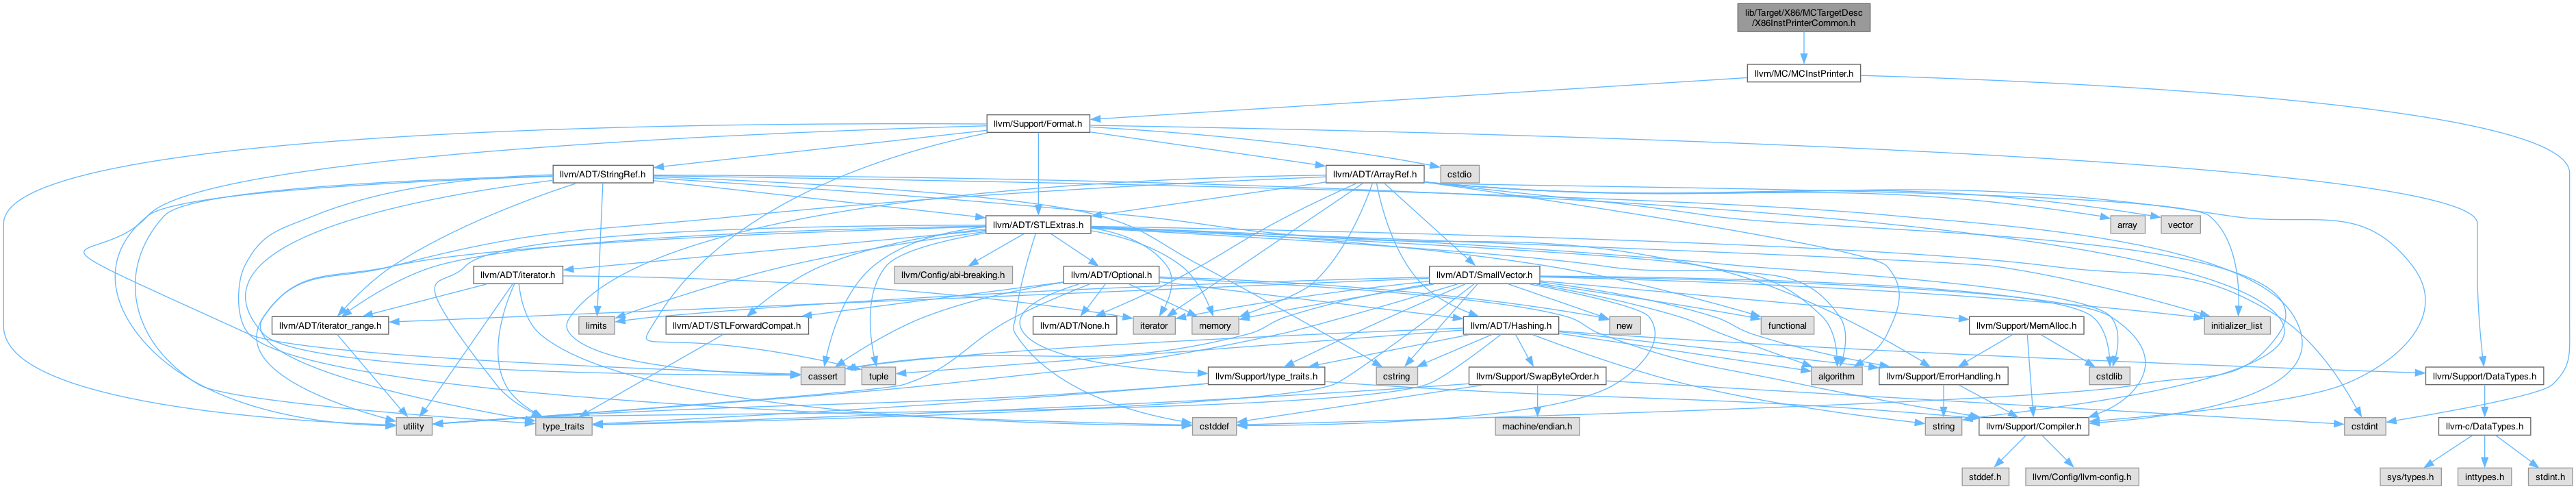 lib/Target/X86/MCTargetDesc
/X86InstPrinterCommon.h
llvm/MC/MCInstPrinter.h
llvm/Support/Format.h
llvm/ADT/StringRef.h
llvm/ADT/ArrayRef.h
cstdio
llvm/ADT/STLExtras.h
array
vector
llvm/ADT/iterator.h
llvm/Config/abi-breaking.h
llvm/ADT/Optional.h
llvm/ADT/SmallVector.h
llvm/ADT/iterator_range.h
limits
llvm/ADT/STLForwardCompat.h
llvm/ADT/None.h
iterator
memory
llvm/ADT/Hashing.h
new
functional
llvm/Support/MemAlloc.h
initializer_list
cassert
tuple
llvm/Support/type_traits.h
cstring
llvm/Support/SwapByteOrder.h
algorithm
llvm/Support/ErrorHandling.h
cstdlib
llvm/Support/DataTypes.h
utility
type_traits
cstddef
machine/endian.h
string
llvm/Support/Compiler.h
cstdint
llvm-c/DataTypes.h
stddef.h
llvm/Config/llvm-config.h
sys/types.h
inttypes.h
stdint.h